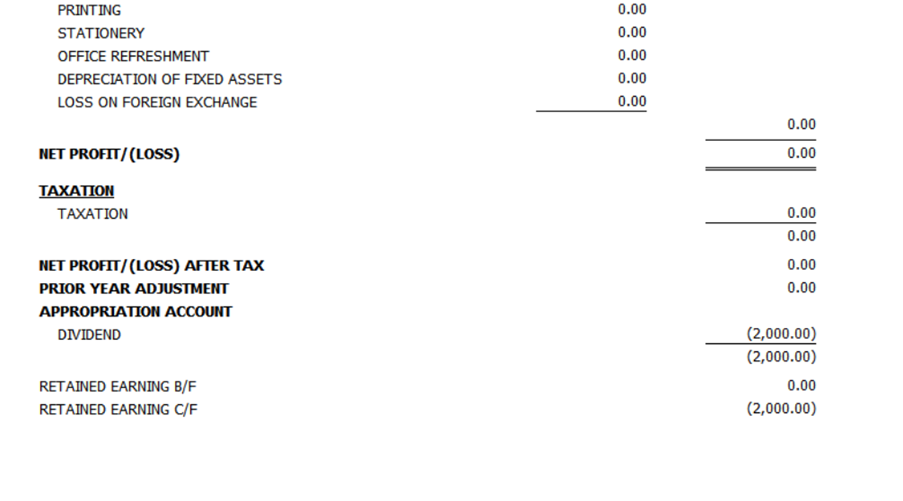 PRINTING 0.00
STATIONERY 0.00
OFFICE REFRESHMENT 0.00
DEPRECIATION OF FIXED ASSETS 0.00
LOSS ON FOREIGN EXCHANGE 0.00
0.00
NET PROFIT/(LOSS) 0.00
TAXATION
TAXATION 0.00
0.00
NET PROFIT/(LOSS) AFTER TAX 0.00
PRIOR YEAR ADJUSTMENT 0.00
APPROPRIATION ACCOUNT
DIVIDEND (2,000.00)
(2,000.00)
RETAINED EARNING B/F 0.00
RETAINED EARNING C/F (2,000.00)